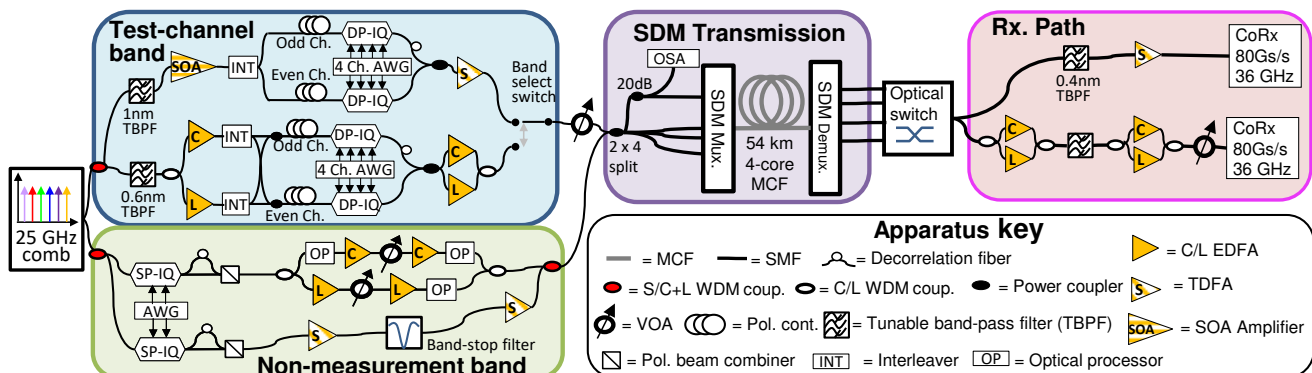 Test-channel
band
SOA
INT
1nm
TBPF
Odd Ch.
DP-IQ
4 Ch. AWG
Even Ch.
DP-IQ
S
Band
select
switch
C
INT
Odd Ch.
DP-IQ
4 Ch. AWG
C
L
INT
Even Ch.
DP-IQ
L
0.6nm
TBPF
25 GHz
comb
SP-IQ
AWG
SP-IQ
OP
C
C
OP
L
L
OP
S
S
Band-stop filter
Non-measurement band
SDM Transmission
OSA
20dB
2 x 4
split
SDM Mux.
54 km
4-core
MCF
SDM Demux.
Optical
switch
Rx. Path
0.4nm
TBPF
S
CoRx
80Gs/s
36 GHz
C
L
TBPF
C
L
CoRx
80Gs/s
36 GHz
Apparatus key
= MCF
= SMF
= Decorrelation fiber
= C/L EDFA
= S/C+L WDM coup.
= C/L WDM coup.
= Power coupler
S = TDFA
= VOA
= Pol. cont.
= Tunable band-pass filter (TBPF)
SOA = SOA Amplifier
= Pol. beam combiner
INT = Interleaver
OP = Optical processor